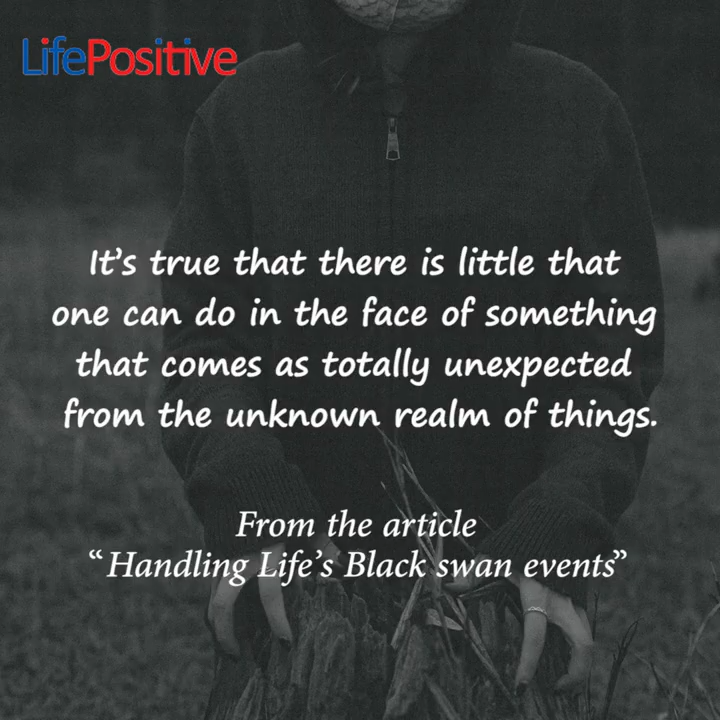 LifePositive
It's true that there is little that
one can do in the face of something
that comes as totally unexpected
from the unknown realm of things.
From the article
“Handling Life’s Black swan events”